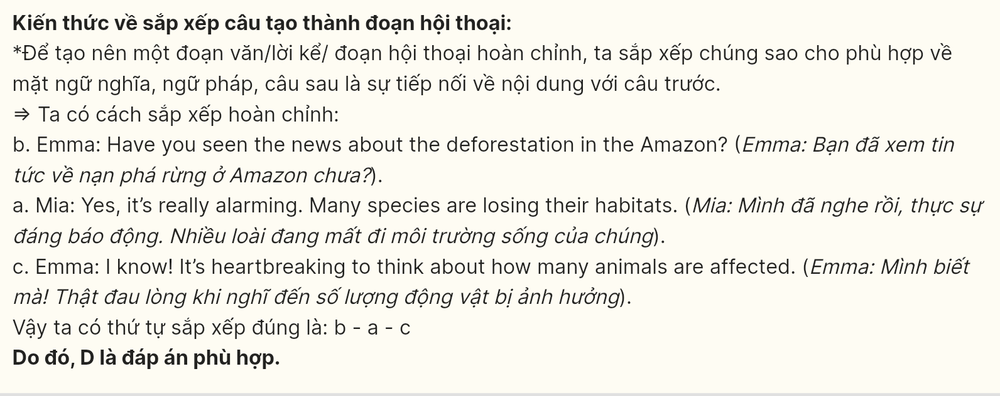 Kiến thức về sắp xếp câu tạo thành đoạn hội thoại:
*Để tạo nên một đoạn văn/lời kể/ đoạn hội thoại hoàn chỉnh, ta sắp xếp chúng sao cho phù hợp về
mặt ngữ nghĩa, ngữ pháp, câu sau là sự tiếp nối về nội dung với câu trước.
⇒ Ta có cách sắp xếp hoàn chỉnh:
b. Emma: Have you seen the news about the deforestation in the Amazon? (Emma: Bạn đã xem tin
tức về nạn phá rừng ở Amazon chưa?).
a. Mia: Yes, it’s really alarming. Many species are losing their habitats. (Mia: Mình đã nghe rồi, thực sự
đáng báo động. Nhiều loài đang mất đi môi trường sống của chúng).
c. Emma: I know! It’s heartbreaking to think about how many animals are affected. (Emma: Mình biết
mà! Thật đau lòng khi nghĩ đến số lượng động vật bị ảnh hưởng).
Vậy ta có thứ tự sắp xếp đúng là: b - a - c
Do đó, D là đáp án phù hợp.